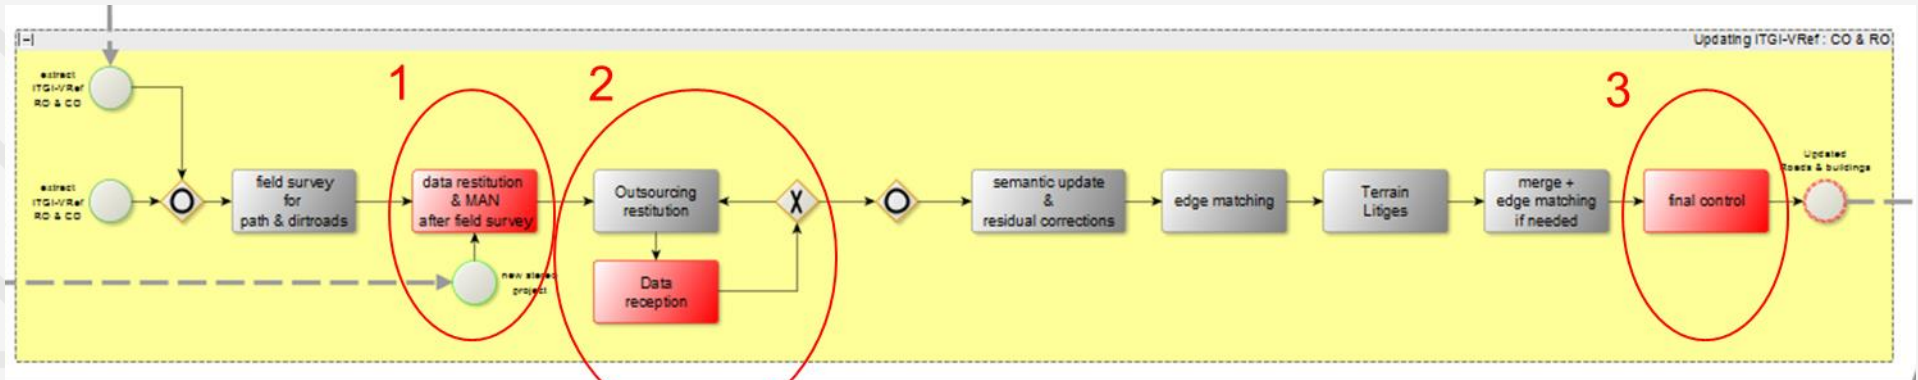 |−|
Updating ITGI-VRef : CO & RO
extract
ITGI-VRef
RO & CO
1
2
3
extract
ITGI-VRef
RO & CO
field survey
for
path & dirtroads
data restitution
& MAN
after field survey
Outsourcing
restitution
X
semantic update
&
residual corrections
edge matching
Terrain
Litiges
merge +
edge matching
if needed
final control
Updated
Roads & buildings
new stereo
project
Data
reception